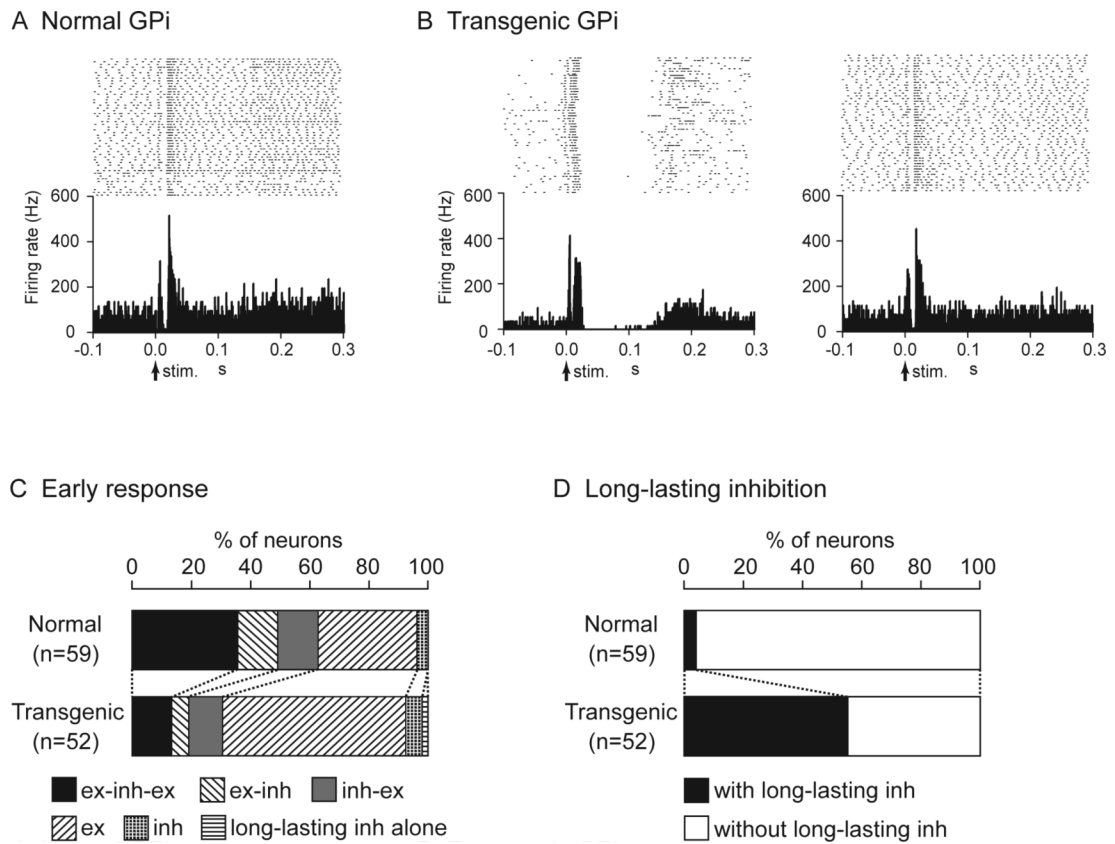 A Normal GPi
B Transgenic GPi
Firing rate (Hz)
600
400
200
0
-0.1 0.0 0.1 0.2 0.3
stim. s
Firing rate (Hz)
600
400
200
0
-0.1 0.0 0.1 0.2 0.3
stim. s
600
400
200
0
-0.1 0.0 0.1 0.2 0.3
stim. s
C Early response
% of neurons
0 20 40 60 80 100
Normal
(n=59)
Transgenic
(n=52)
ex-inh-ex ex-inh inh-ex
ex inh long-lasting inh alone
D Long-lasting inhibition
% of neurons
0 20 40 60 80 100
Normal
(n=59)
Transgenic
(n=52)
with long-lasting inh
without long-lasting inh